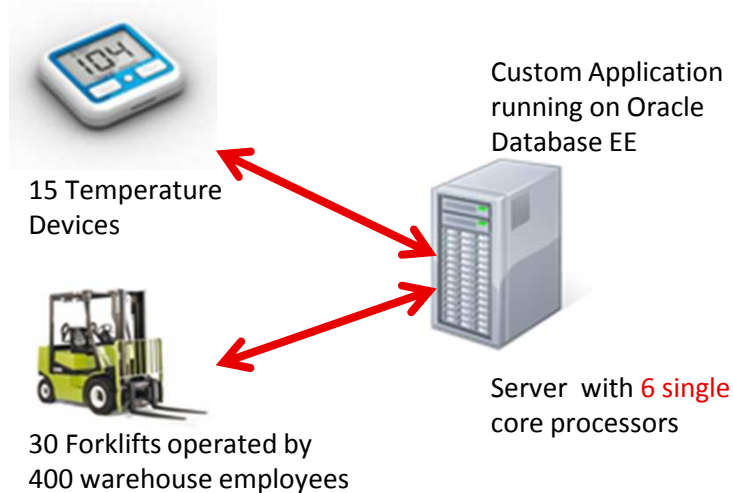 104
Custom Application
running on Oracle
Database EE
15 Temperature
Devices
Server with 6 single
core processors
30 Forklifts operated by
400 warehouse employees